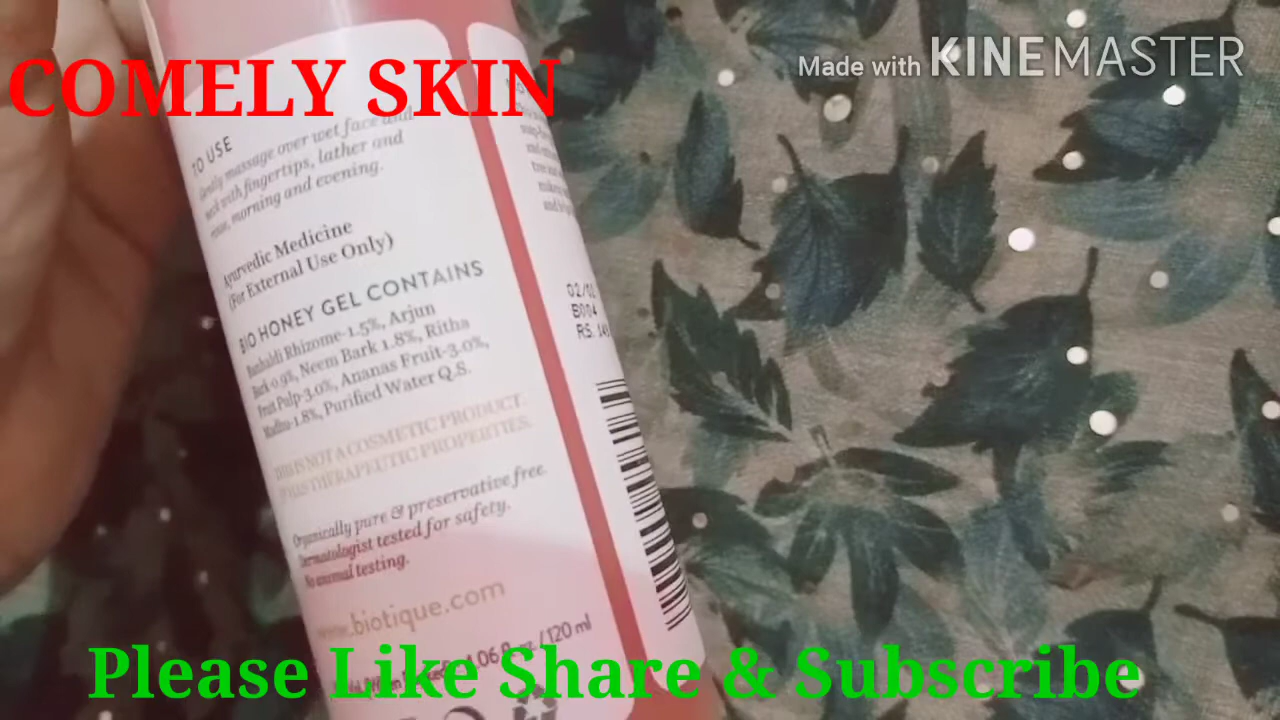 COMELY SKIN
Made with KINEMASTER
TO USE
massage over wet face and
with fingertips, lather and
morning and evening.
Ayurvedic Medicine
(For External Use Only)
BIO HONEY GEL CONTAINS
Rhizome-1.5%, Arjun
Bark-0.9%, Neem Bark 1.8%, Ritha
Fruit Pulp-3.0%, Ananas Fruit-3.0%,
Madhu-1.8%, Purified Water Q.S.
THIS IS NOT A COSMETIC PRODUCT.
THERAPEUTIC PROPERTIES.
Organically pure & preservative free.
Dermatologist tested for safety.
No animal testing.
www.biotique.com
/ 120 ml
02/
B004
RS.
Please Like Share & Subscribe